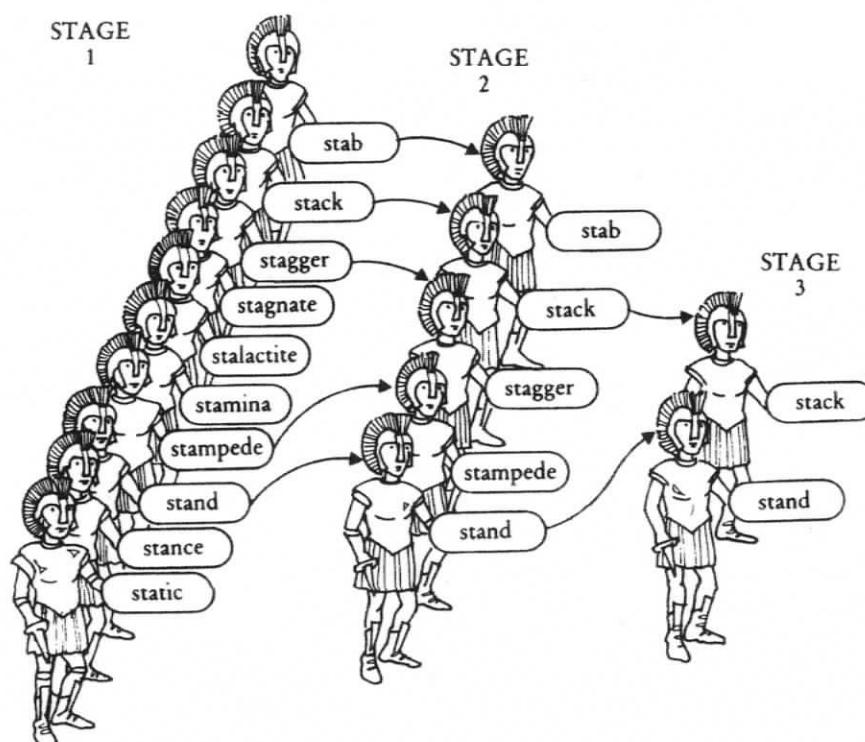 STAGE
1
stab
stack
stagger
stagnate
stalactite
stamina
stampede
stand
stance
static
STAGE
2
stab
stack
stagger
stampede
stand
STAGE
3
stack
stand